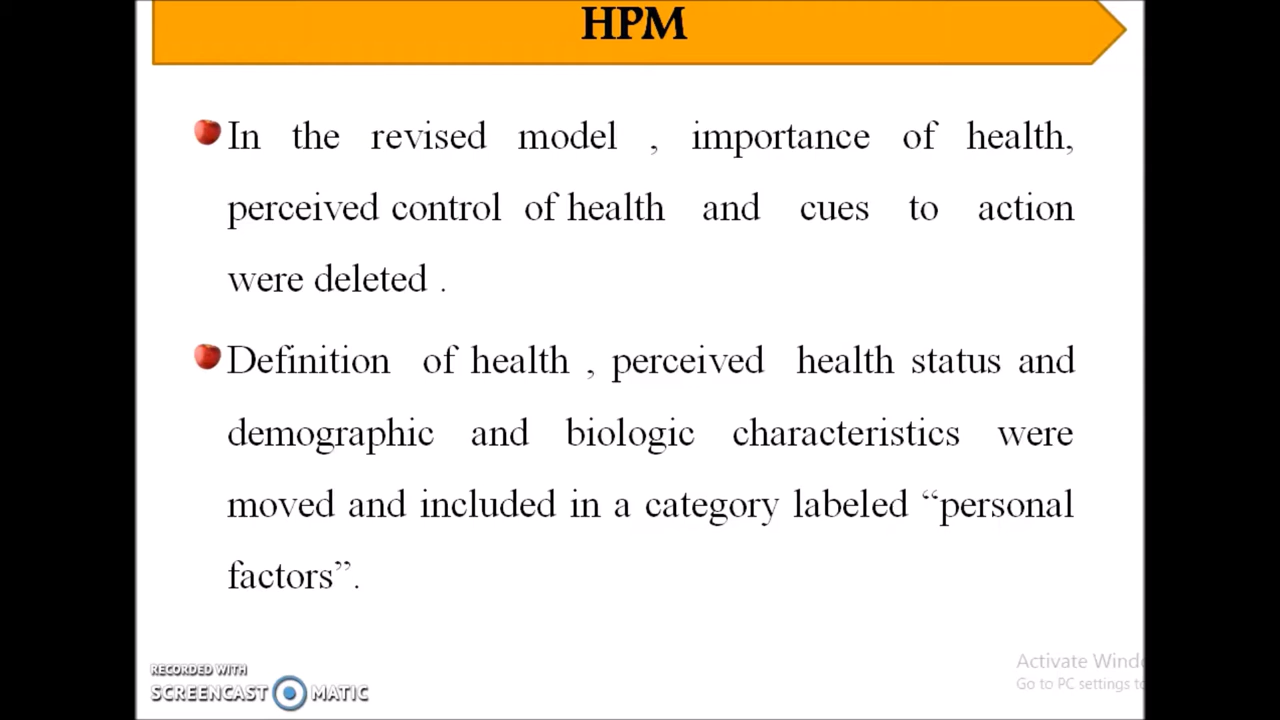 HPM
In the revised model , importance of health,
perceived control of health and cues to action
were deleted .
Definition of health , perceived health status and
demographic and biologic characteristics were
moved and included in a category labeled “personal
factors”.
RECORDED WITH
SCREENCAST MATIC
Activate Windo
Go to PC settings to